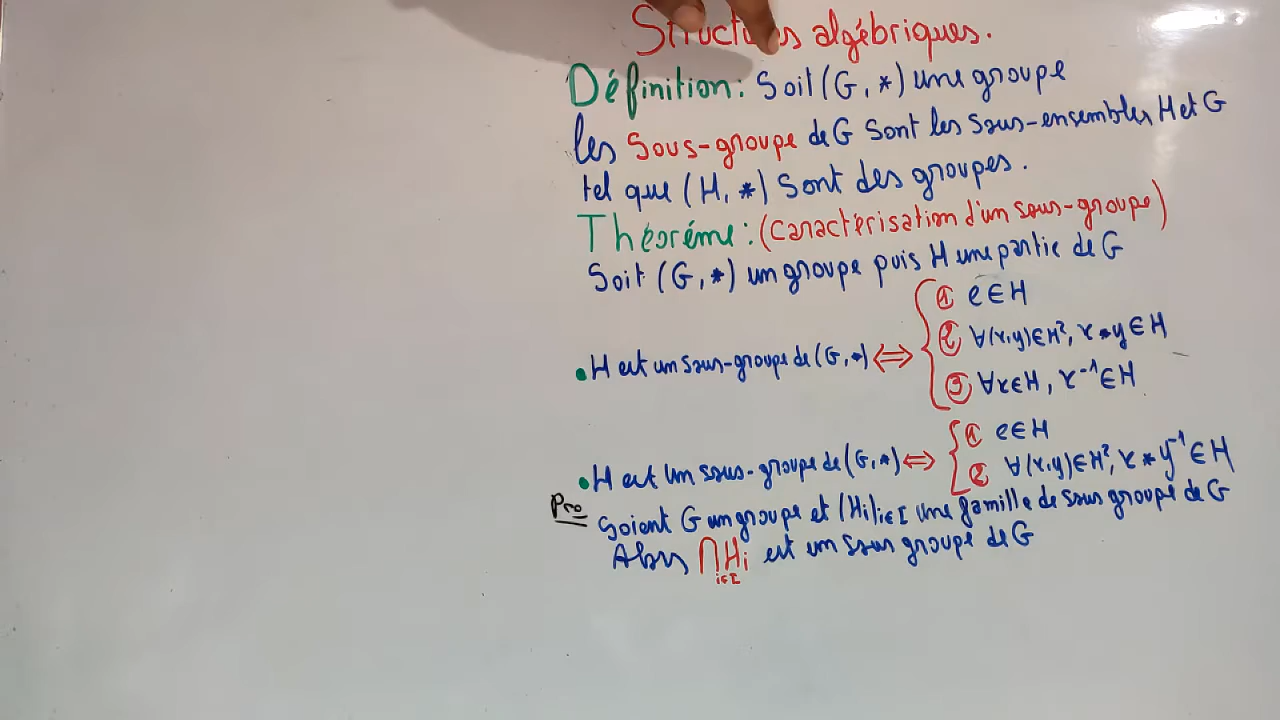 Structures algébriques.
Définition: Soit (G, *) une groupe
les sous-groupe de G sont les sous-ensembles H et G
tel que (H, *) sont des groupes.
Théoréme: (caractérisation d'un sous-groupe)
Soit (G, *) un groupe puis H une partie de G
• H est un sous-groupe de (G, *) ⇔ { ① e ∈ H
② ∀(x,y) ∈ H², x * y ∈ H
③ ∀x ∈ H, x⁻¹ ∈ H
• H est un sous-groupe de (G, *) ⇔ { ① e ∈ H
② ∀(x,y) ∈ H², x * y⁻¹ ∈ H
Pro Soient G un groupe et (Hi)i∈I une famille de sous groupe de G
Alors ⋂ Hi est un sous groupe de G
i∈I